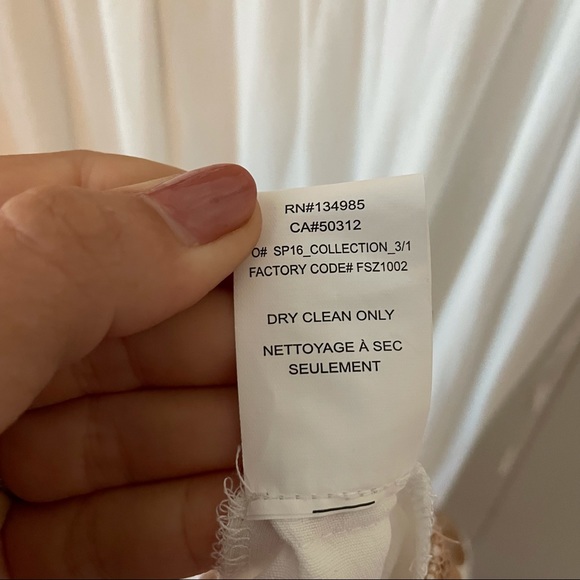 RN#134985
CA#50312
O# SP16_COLLECTION_3/1
FACTORY CODE# FSZ1002
DRY CLEAN ONLY
NETTOYAGE À SEC
SEULEMENT